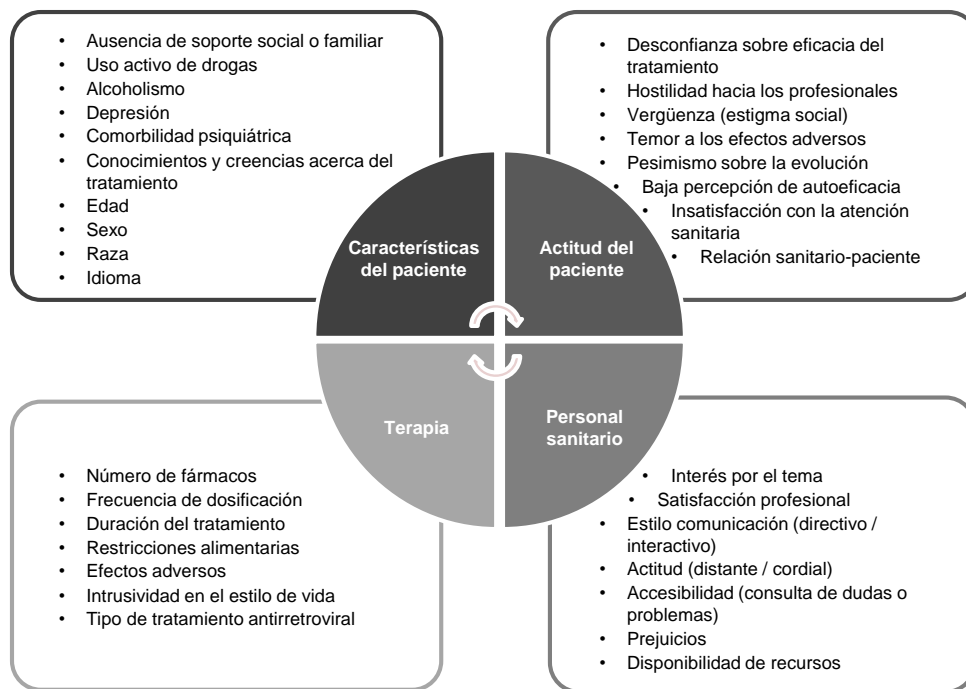 • Ausencia de soporte social o familiar
• Uso activo de drogas
• Alcoholismo
• Depresión
• Comorbilidad psiquiátrica
• Conocimientos y creencias acerca del
tratamiento
• Edad
• Sexo
• Raza
• Idioma
• Desconfianza sobre eficacia del
tratamiento
• Hostilidad hacia los profesionales
• Vergüenza (estigma social)
• Temor a los efectos adversos
• Pesimismo sobre la evolución
• Baja percepción de autoeficacia
• Insatisfacción con la atención
sanitaria
• Relación sanitario-paciente
Características
del paciente
Actitud del
paciente
Terapia
Personal
sanitario
• Número de fármacos
• Frecuencia de dosificación
• Duración del tratamiento
• Restricciones alimentarias
• Efectos adversos
• Intrusividad en el estilo de vida
• Tipo de tratamiento antirretroviral
• Interés por el tema
• Satisfacción profesional
• Estilo comunicación (directivo /
interactivo)
• Actitud (distante / cordial)
• Accesibilidad (consulta de dudas o
problemas)
• Prejuicios
• Disponibilidad de recursos